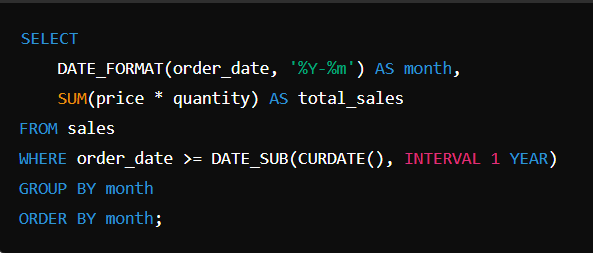 SELECT
    DATE_FORMAT(order_date, '%Y-%m') AS month,
    SUM(price * quantity) AS total_sales
FROM sales
WHERE order_date >= DATE_SUB(CURDATE(), INTERVAL 1 YEAR)
GROUP BY month
ORDER BY month;